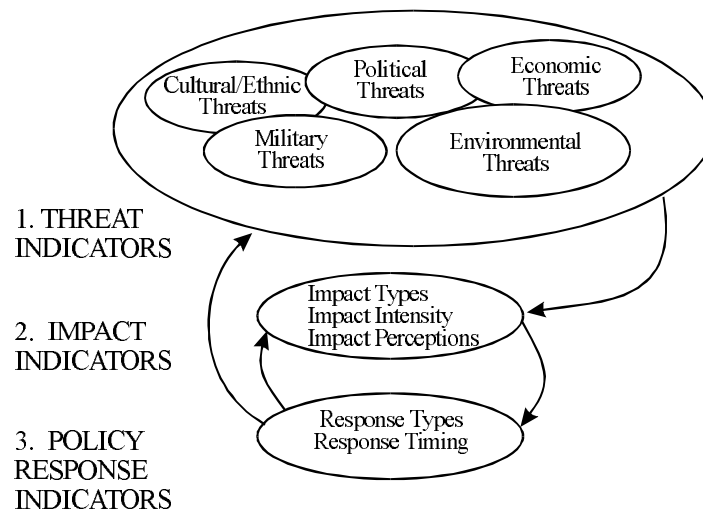 Cultural/Ethnic
Threats
Political
Threats
Economic
Threats
Military
Threats
Environmental
Threats
1. THREAT
INDICATORS
Impact Types
Impact Intensity
Impact Perceptions
2. IMPACT
INDICATORS
Response Types
Response Timing
3. POLICY
RESPONSE
INDICATORS